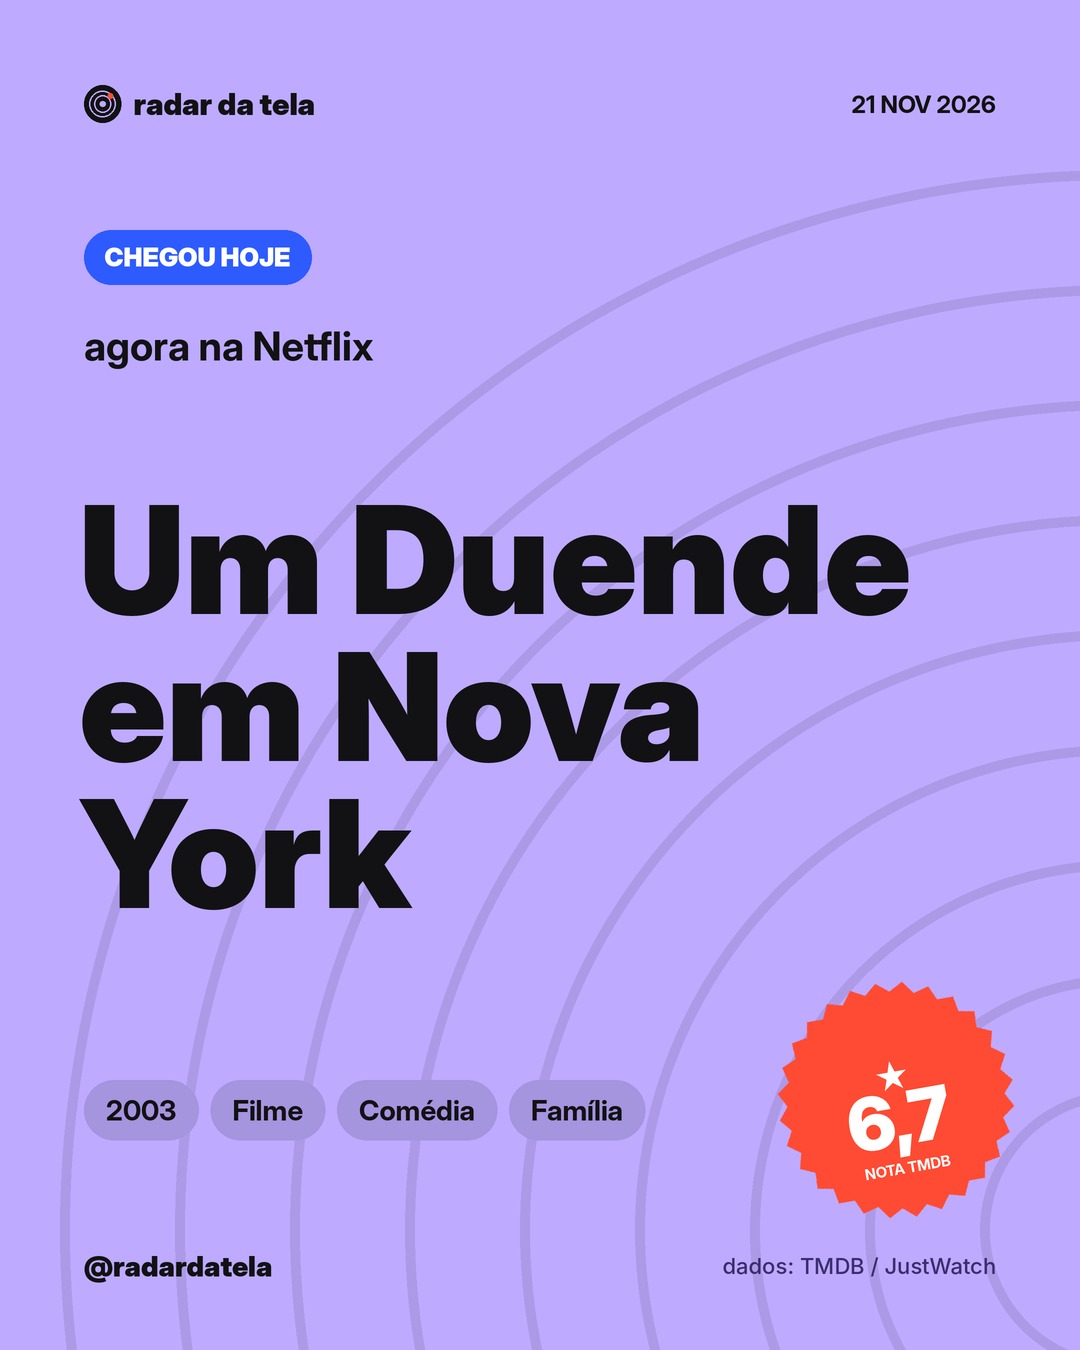 radar da tela
21 NOV 2026
CHEGOU HOJE
agora na Netflix
Um Duende
em Nova
York
2003
Filme
Comédia
Família
★
6,7
NOTA TMDB
@radardatela
dados: TMDB / JustWatch